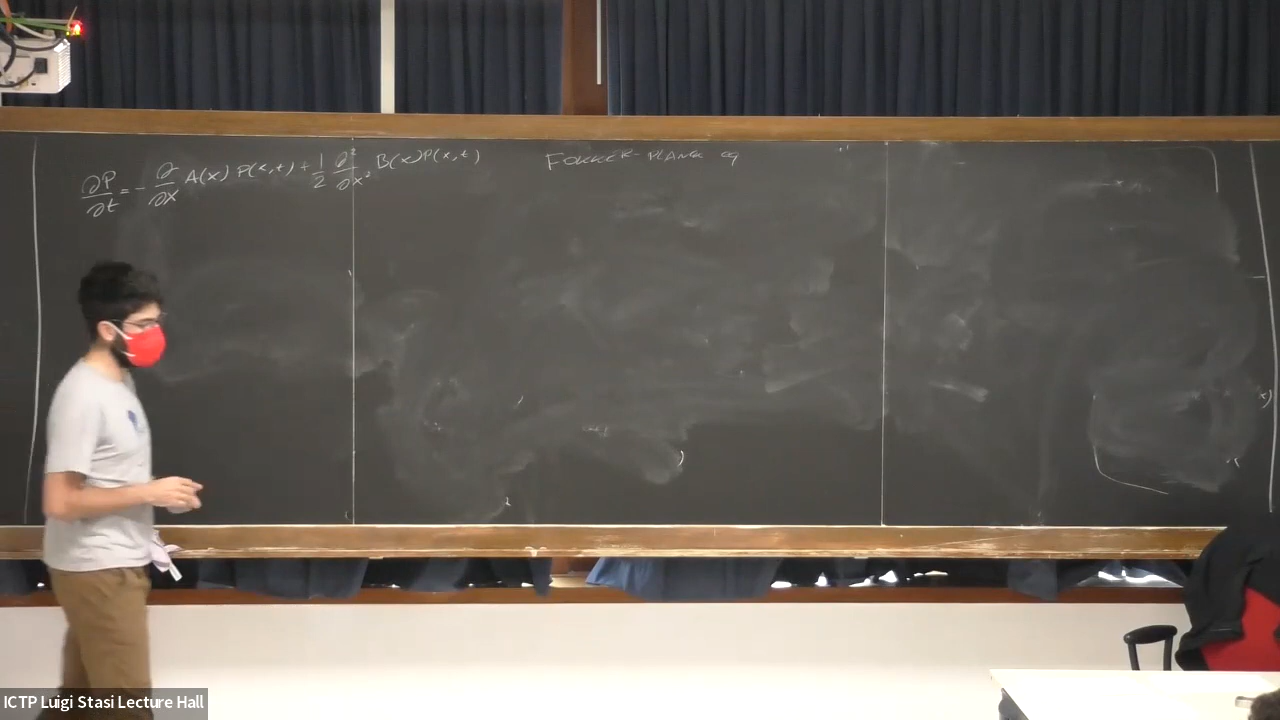 ∂P/∂t = - ∂/∂x A(x) P(x,t) + 1/2 ∂²/∂x² B(x) P(x,t) FOKKER-PLANCK eq
ICTP Luigi Stasi Lecture Hall